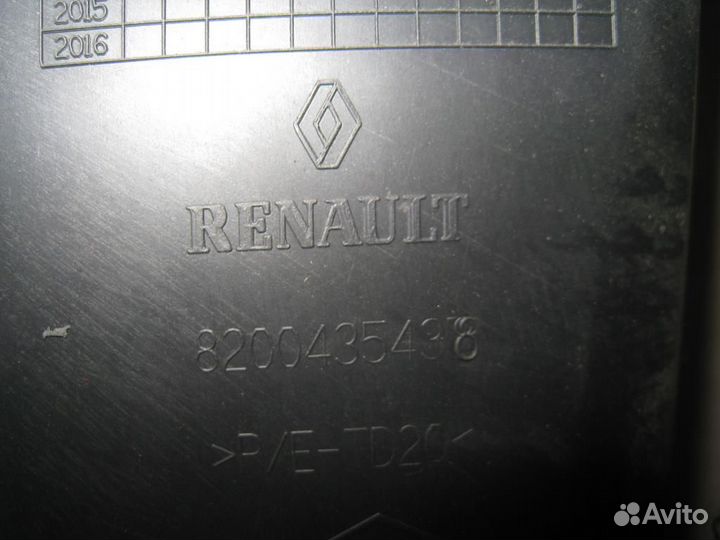 2015
2016
RENAULT
8200435438
>P/E-TD20<
Avito